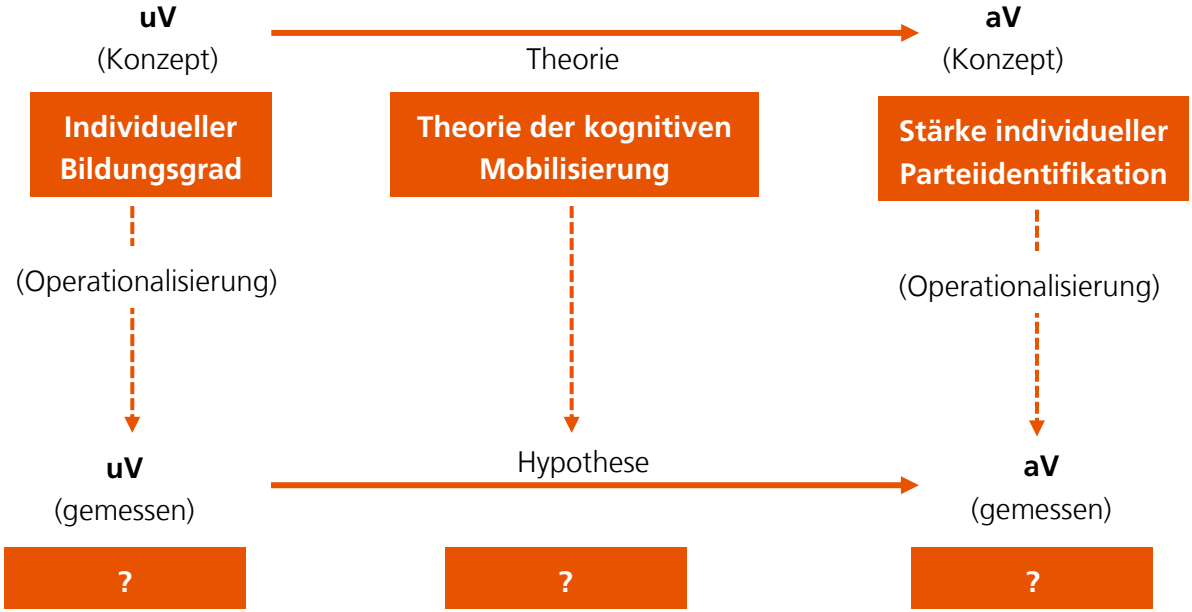 uV
(Konzept)
Theorie
aV
(Konzept)
Individueller
Bildungsgrad
Theorie der kognitiven
Mobilisierung
Stärke individueller
Parteiidentifikation
(Operationalisierung)
(Operationalisierung)
uV
(gemessen)
Hypothese
aV
(gemessen)
?
?
?